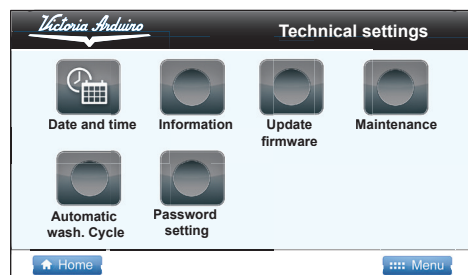 Victoria Arduino
Technical settings
Date and time
Information
Update
firmware
Maintenance
Automatic
wash. Cycle
Password
setting
Home
Menu